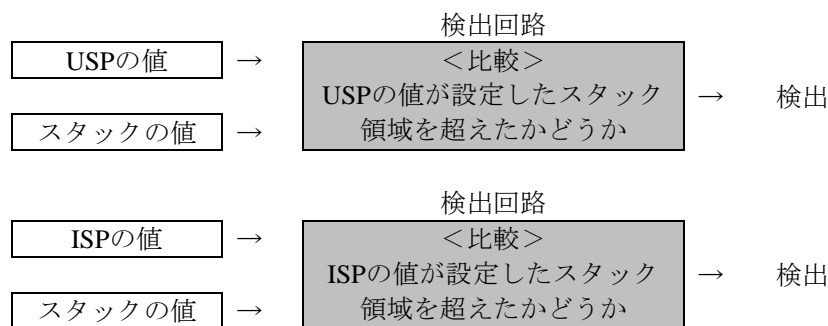 検出回路
USPの値 → ＜比較＞
USPの値が設定したスタック → 検出
スタックの値 → 領域を超えたかどうか
検出回路
ISPの値 → ＜比較＞
ISPの値が設定したスタック → 検出
スタックの値 → 領域を超えたかどうか